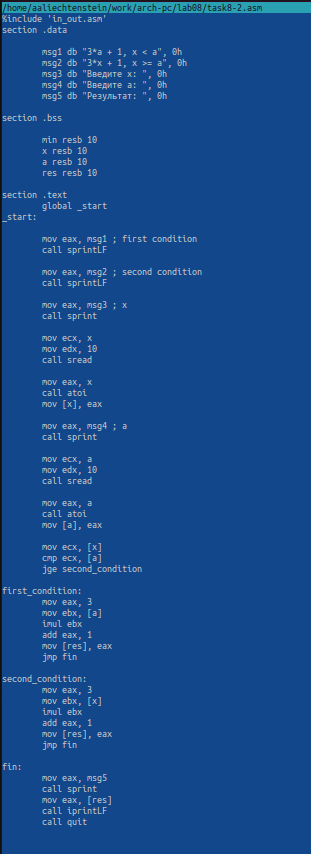 /home/aaliechtenstein/work/arch-pc/lab08/task8-2.asm
%include 'in_out.asm'
section .data
msg1 db "3*a + 1, x < a", 0h
msg2 db "3*x + 1, x >= a", 0h
msg3 db "Введите x: ", 0h
msg4 db "Введите a: ", 0h
msg5 db "Результат: ", 0h
section .bss
min resb 10
x resb 10
a resb 10
res resb 10
section .text
global _start
_start:
mov eax, msg1 ; first condition
call sprintLF
mov eax, msg2 ; second condition
call sprintLF
mov eax, msg3 ; x
call sprint
mov ecx, x
mov edx, 10
call sread
mov eax, x
call atoi
mov [x], eax
mov eax, msg4 ; a
call sprint
mov ecx, a
mov edx, 10
call sread
mov eax, a
call atoi
mov [a], eax
mov ecx, [x]
cmp ecx, [a]
jge second_condition
first_condition:
mov eax, 3
mov ebx, [a]
imul ebx
add eax, 1
mov [res], eax
jmp fin
second_condition:
mov eax, 3
mov ebx, [x]
imul ebx
add eax, 1
mov [res], eax
jmp fin
fin:
mov eax, msg5
call sprint
mov eax, [res]
call iprintLF
call quit